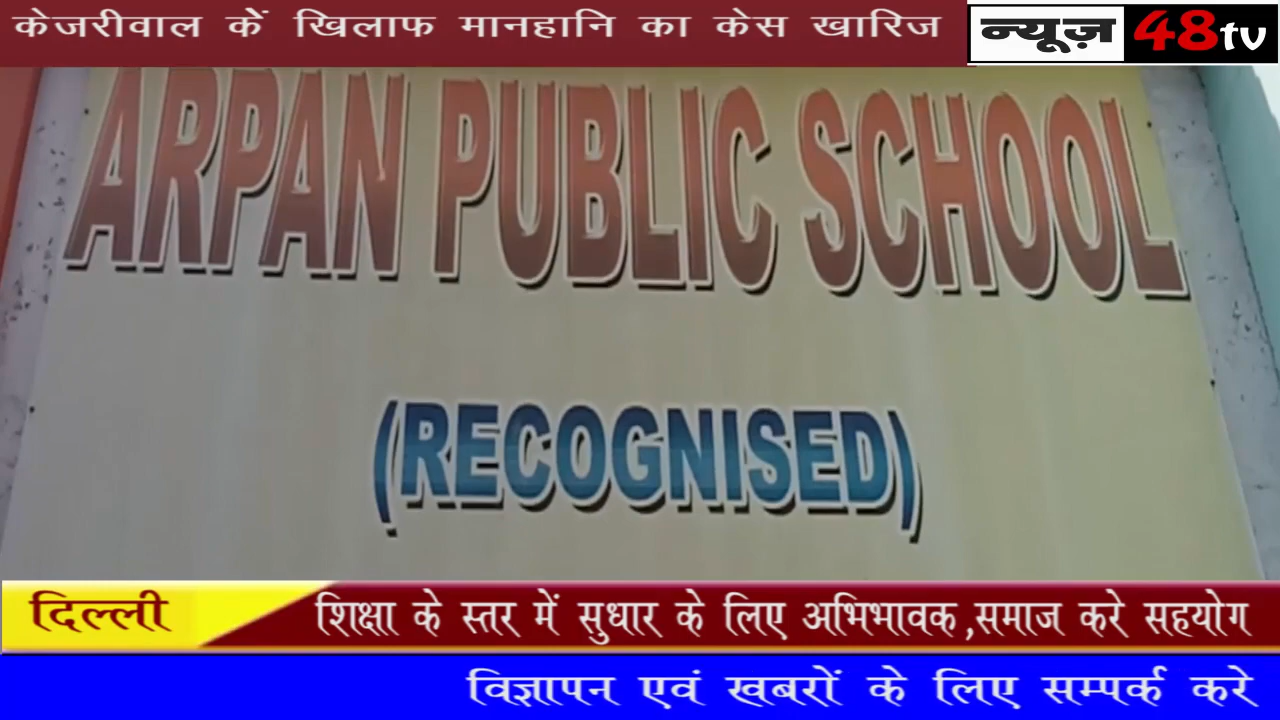 केजरीवाल कें खिलाफ मानहानि का केस खारिज
न्यूज़ 48tv
ARPAN PUBLIC SCHOOL
(RECOGNISED)
दिल्ली
शिक्षा के स्तर में सुधार के लिए अभिभावक,समाज करे सहयोग
विज्ञापन एवं खबरों के लिए सम्पर्क करे